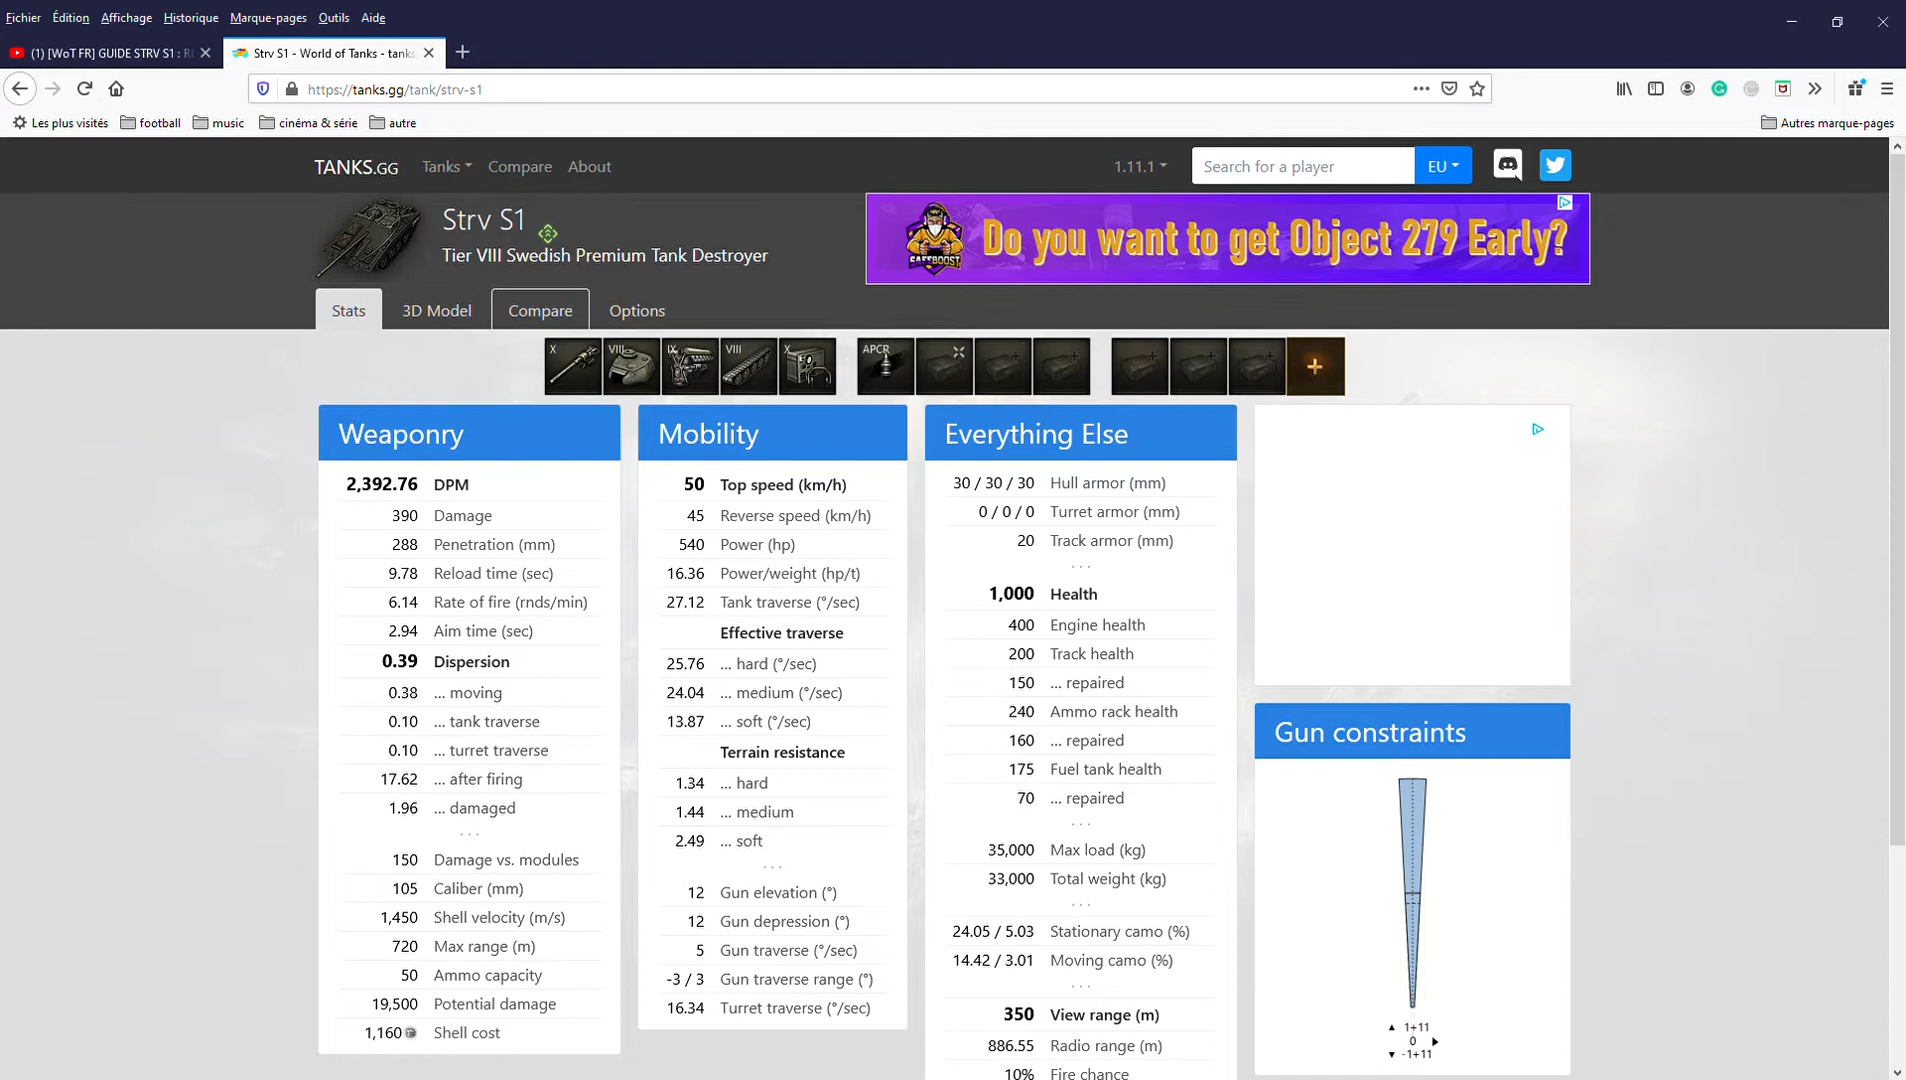 Fichier Édition Affichage Historique Marque-pages Outils Aide
(1) [WoT FR] GUIDE STRV S1 : RI
Strv S1 - World of Tanks - tanks
https://tanks.gg/tank/strv-s1
Les plus visités football music cinéma & série autre Autres marque-pages
TANKS.GG Tanks Compare About 1.11.1 Search for a player EU
Strv S1
Tier VIII Swedish Premium Tank Destroyer
SAFEBOOST
Do you want to get Object 279 Early?
Stats 3D Model Compare Options
X VIII IX VIII X APCR
Weaponry
2,392.76 DPM
390 Damage
288 Penetration (mm)
9.78 Reload time (sec)
6.14 Rate of fire (rnds/min)
2.94 Aim time (sec)
0.39 Dispersion
0.38 ... moving
0.10 ... tank traverse
0.10 ... turret traverse
17.62 ... after firing
1.96 ... damaged
...
150 Damage vs. modules
105 Caliber (mm)
1,450 Shell velocity (m/s)
720 Max range (m)
50 Ammo capacity
19,500 Potential damage
1,160 Shell cost
Mobility
50 Top speed (km/h)
45 Reverse speed (km/h)
540 Power (hp)
16.36 Power/weight (hp/t)
27.12 Tank traverse (°/sec)
Effective traverse
25.76 ... hard (°/sec)
24.04 ... medium (°/sec)
13.87 ... soft (°/sec)
Terrain resistance
1.34 ... hard
1.44 ... medium
2.49 ... soft
...
12 Gun elevation (°)
12 Gun depression (°)
5 Gun traverse (°/sec)
-3 / 3 Gun traverse range (°)
16.34 Turret traverse (°/sec)
Everything Else
30 / 30 / 30 Hull armor (mm)
0 / 0 / 0 Turret armor (mm)
20 Track armor (mm)
...
1,000 Health
400 Engine health
200 Track health
150 ... repaired
240 Ammo rack health
160 ... repaired
175 Fuel tank health
70 ... repaired
...
35,000 Max load (kg)
33,000 Total weight (kg)
...
24.05 / 5.03 Stationary camo (%)
14.42 / 3.01 Moving camo (%)
...
350 View range (m)
886.55 Radio range (m)
10% Fire chance
Gun constraints
▲ 1+11
0 ▶
▼ -1+11